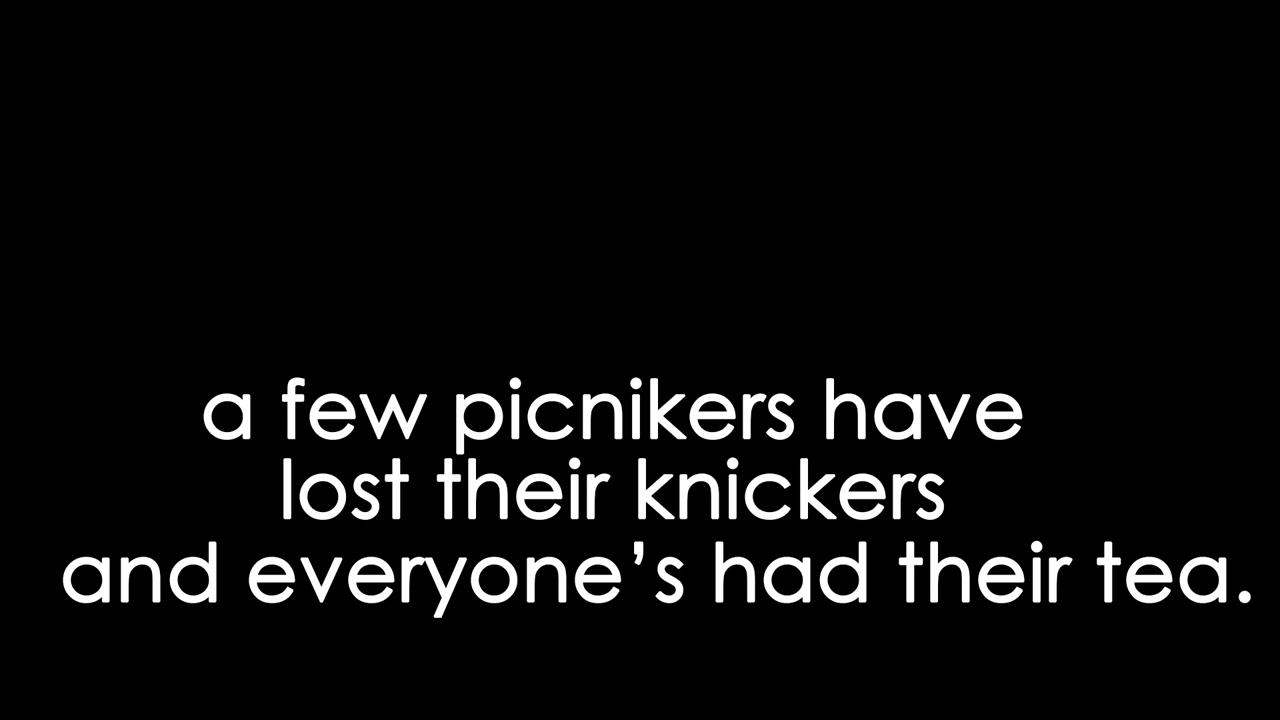 a few picnikers have
lost their knickers
and everyone’s had their tea.